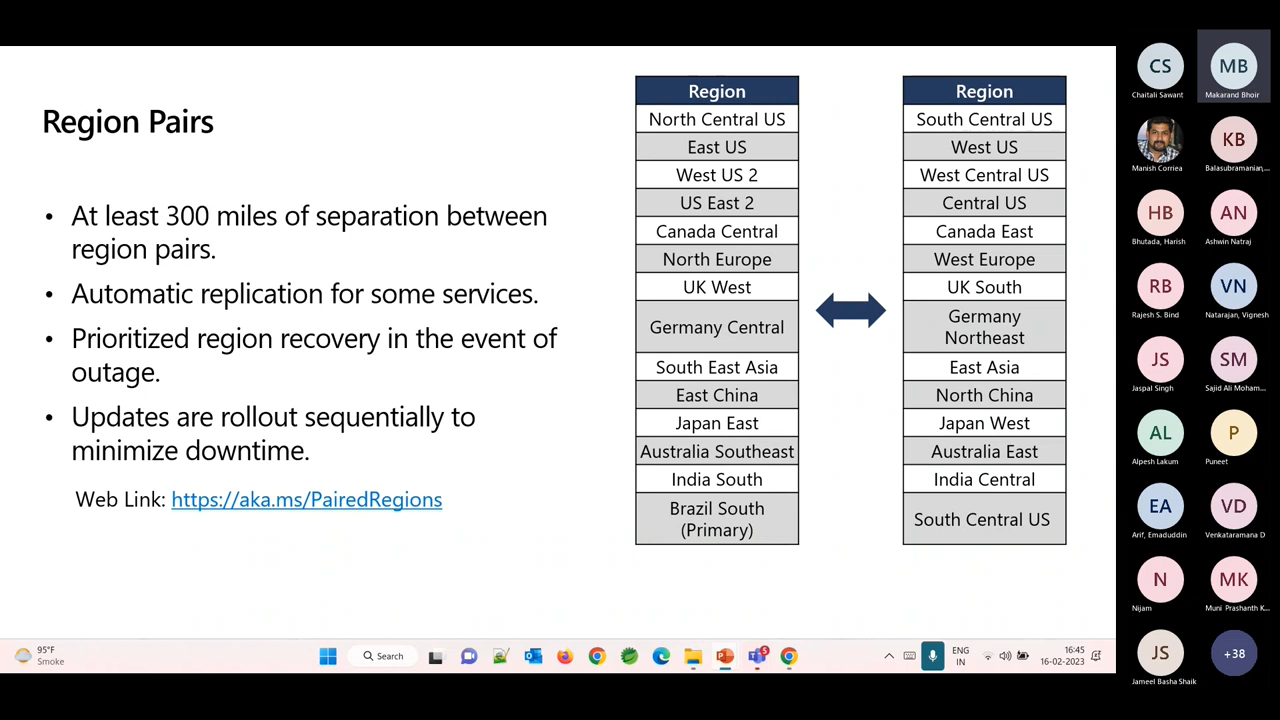 Region Pairs
• At least 300 miles of separation between
region pairs.
• Automatic replication for some services.
• Prioritized region recovery in the event of
outage.
• Updates are rollout sequentially to
minimize downtime.
Web Link: https://aka.ms/PairedRegions
Region Region
North Central US South Central US
East US West US
West US 2 West Central US
US East 2 Central US
Canada Central Canada East
North Europe West Europe
UK West UK South
Germany Central Germany
Northeast
South East Asia East Asia
East China North China
Japan East Japan West
Australia Southeast Australia East
India South India Central
Brazil South
(Primary) South Central US
CS MB
Chaitali Sawant Makarand Bhoir
KB
Manish Corriea Balasubramanian,...
HB AN
Bhutada, Harish Ashwin Natraj
RB VN
Rajesh S. Bind Natarajan, Vignesh
JS SM
Jaspal Singh Sajid Ali Moham...
AL P
Alpesh Lakum Puneet
EA VD
Arif, Emaduddin Venkataramana D
N MK
Nijam Muni Prashanth K...
JS +38
Jameel Basha Shaik
95°F
Smoke
Search
5
ENG
IN
16:45
16-02-2023